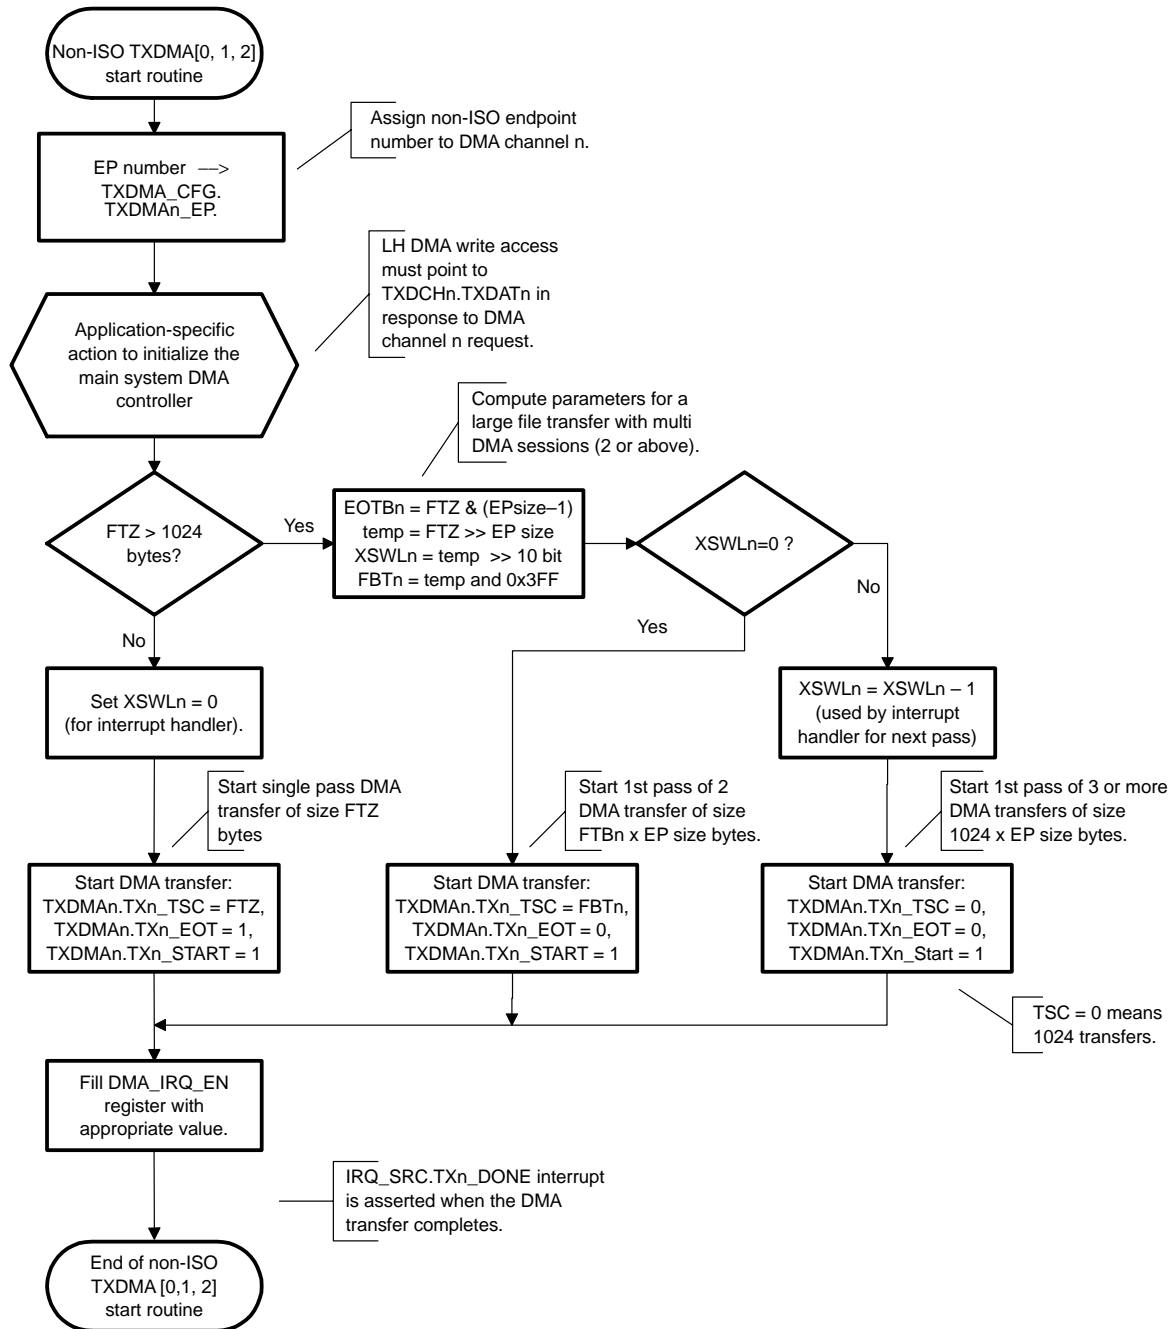 Non-ISO TXDMA[0, 1, 2]
start routine
Assign non-ISO endpoint
number to DMA channel n.
EP number —>
TXDMA_CFG.
TXDMAn_EP.
LH DMA write access
must point to
TXDCHn.TXDATn in
response to DMA
channel n request.
Application-specific
action to initialize the
main system DMA
controller
Compute parameters for a
large file transfer with multi
DMA sessions (2 or above).
FTZ > 1024
bytes?
Yes
EOTBn = FTZ & (EPsize–1)
temp = FTZ >> EP size
XSWLn = temp >> 10 bit
FBTn = temp and 0x3FF
XSWLn=0 ?
No
Yes
No
Set XSWLn = 0
(for interrupt handler).
XSWLn = XSWLn – 1
(used by interrupt
handler for next pass)
Start single pass DMA
transfer of size FTZ
bytes
Start 1st pass of 2
DMA transfer of size
FTBn x EP size bytes.
Start 1st pass of 3 or more
DMA transfers of size
1024 x EP size bytes.
Start DMA transfer:
TXDMAn.TXn_TSC = FTZ,
TXDMAn.TXn_EOT = 1,
TXDMAn.TXn_START = 1
Start DMA transfer:
TXDMAn.TXn_TSC = FBTn,
TXDMAn.TXn_EOT = 0,
TXDMAn.TXn_START = 1
Start DMA transfer:
TXDMAn.TXn_TSC = 0,
TXDMAn.TXn_EOT = 0,
TXDMAn.TXn_Start = 1
TSC = 0 means
1024 transfers.
Fill DMA_IRQ_EN
register with
appropriate value.
IRQ_SRC.TXn_DONE interrupt
is asserted when the DMA
transfer completes.
End of non-ISO
TXDMA [0,1, 2]
start routine